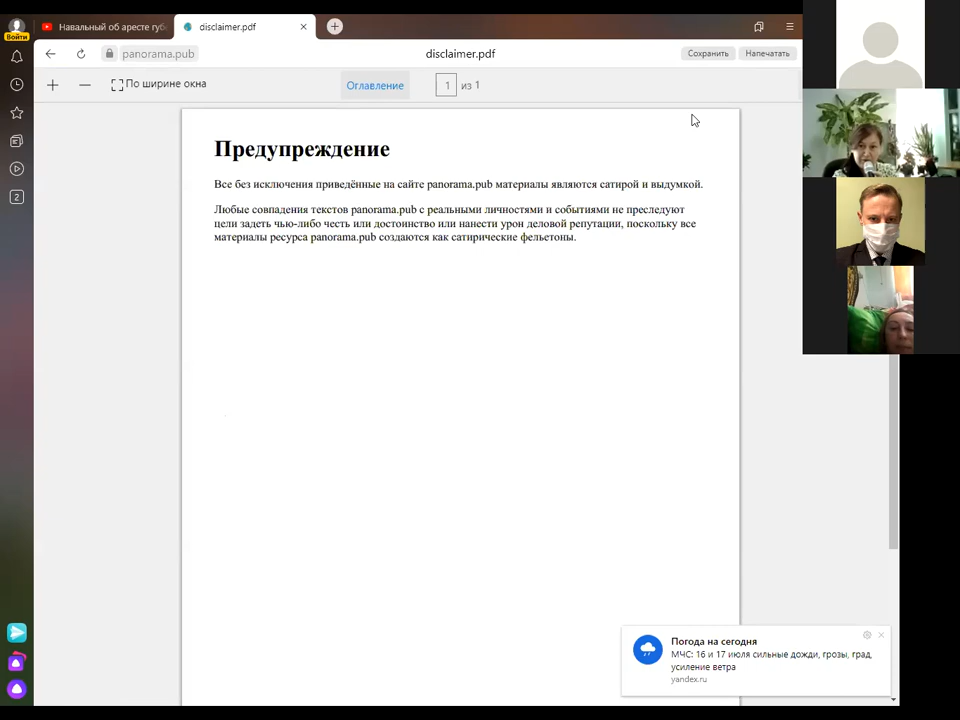 Войти
Навальный об аресте губ
disclaimer.pdf
panorama.pub
disclaimer.pdf
Сохранить
Напечатать
По ширине окна
Оглавление
1 из 1
2
Предупреждение
Все без исключения приведённые на сайте panorama.pub материалы являются сатирой и выдумкой.
Любые совпадения текстов panorama.pub с реальными личностями и событиями не преследуют
цели задеть чью-либо честь или достоинство или нанести урон деловой репутации, поскольку все
материалы ресурса panorama.pub создаются как сатирические фельетоны.
Погода на сегодня
МЧС: 16 и 17 июля сильные дожди, грозы, град,
усиление ветра
yandex.ru